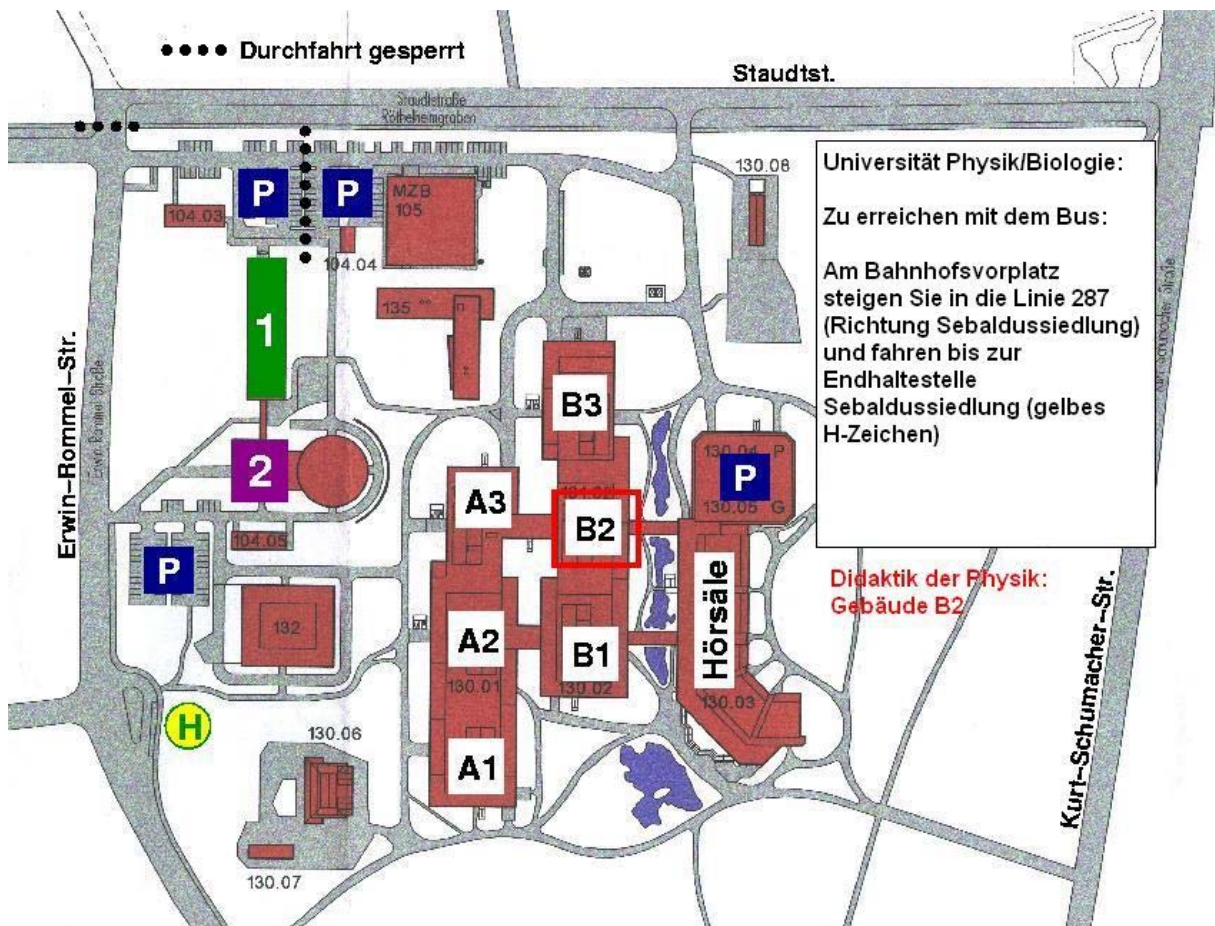 Durchfahrt gesperrt
Staudtst.
Staudtstraße
Röthelheimgraben
P
P
MZB
105
104.03
104.04
130.08
Universität Physik/Biologie:
Zu erreichen mit dem Bus:
Am Bahnhofsvorplatz
steigen Sie in die Linie 287
(Richtung Sebaldussiedlung)
und fahren bis zur
Endhaltestelle
Sebaldussiedlung (gelbes
H-Zeichen)
1
135
Erwin-Rommel-Str.
B3
2
A3
130.04 P
P
130.05 G
B2
104.05
P
Didaktik der Physik:
Gebäude B2
132
A2
B1
Hörsäle
130.01
130.02
130.03
H
130.06
A1
Kurt-Schumacher-Str.
130.07